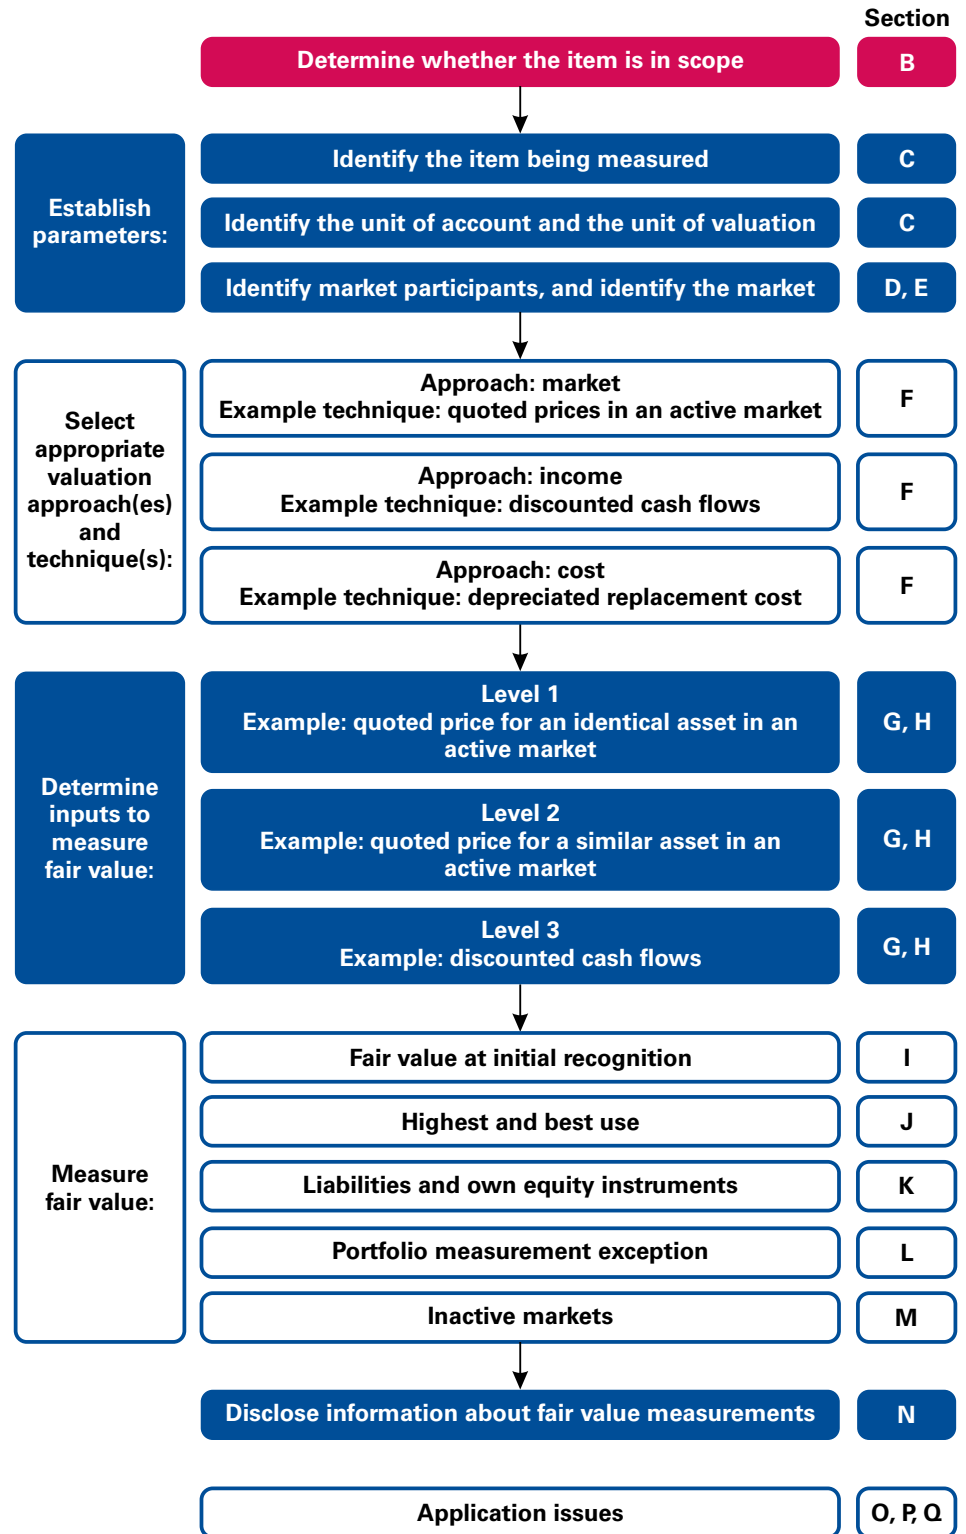 Section
Determine whether the item is in scope
B
Establish
parameters:
Identify the item being measured
C
Identify the unit of account and the unit of valuation
C
Identify market participants, and identify the market
D, E
Select
appropriate
valuation
approach(es)
and
technique(s):
Approach: market
Example technique: quoted prices in an active market
F
Approach: income
Example technique: discounted cash flows
F
Approach: cost
Example technique: depreciated replacement cost
F
Determine
inputs to
measure
fair value:
Level 1
Example: quoted price for an identical asset in an
active market
G, H
Level 2
Example: quoted price for a similar asset in an
active market
G, H
Level 3
Example: discounted cash flows
G, H
Measure
fair value:
Fair value at initial recognition
I
Highest and best use
J
Liabilities and own equity instruments
K
Portfolio measurement exception
L
Inactive markets
M
Disclose information about fair value measurements
N
Application issues
O, P, Q